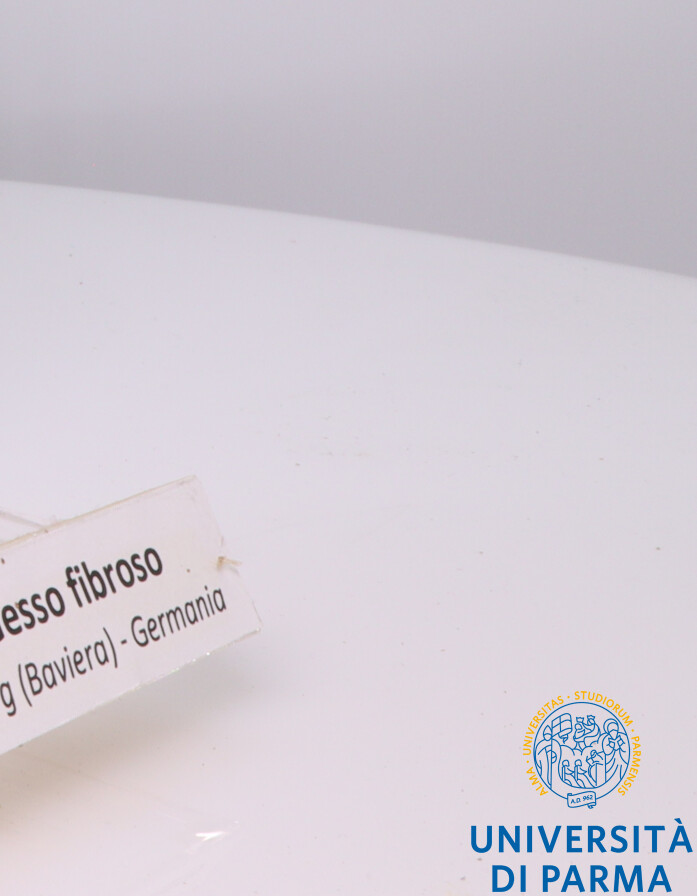 esso fibroso
g (Baviera) - Germania
ALMA · UNIVERSITAS · STUDIORUM · PARMENSIS
A.D. 962
UNIVERSITÀ
DI PARMA